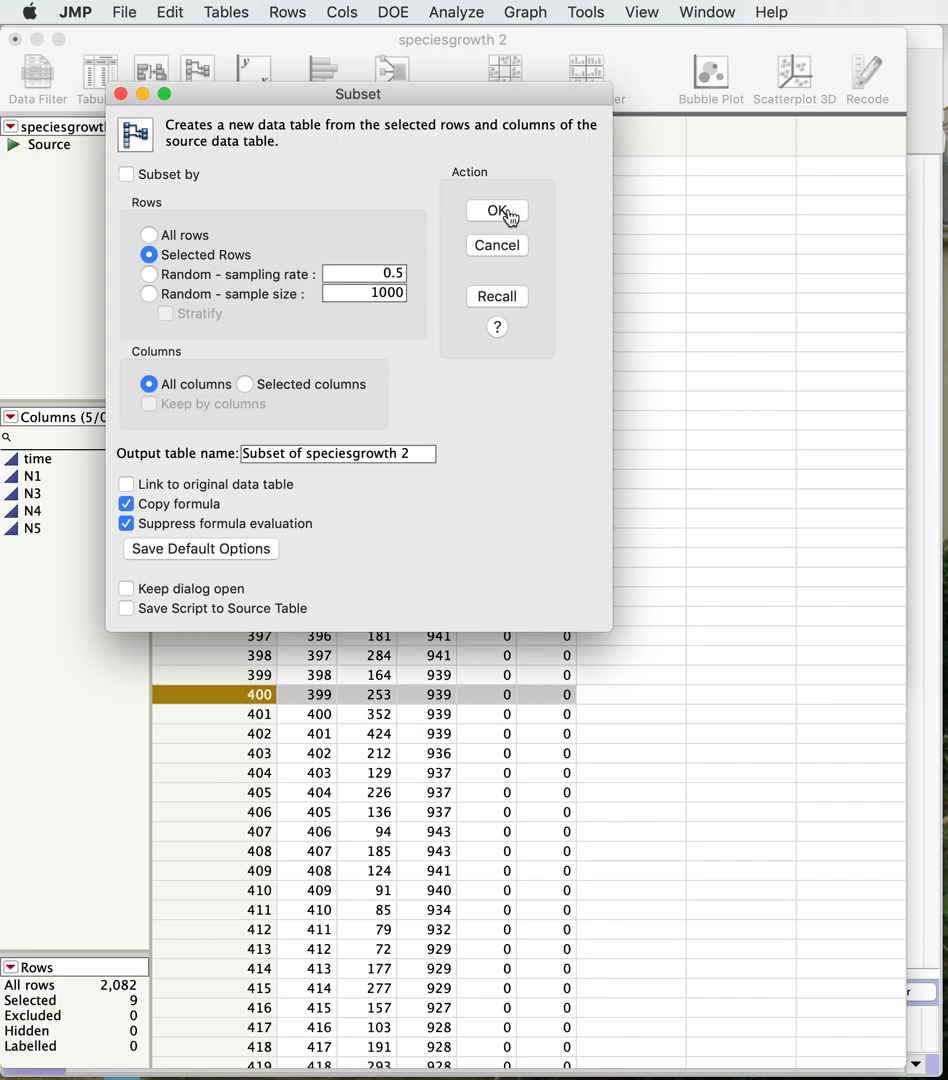 JMP File Edit Tables Rows Cols DOE Analyze Graph Tools View Window Help
speciesgrowth 2
Data Filter Bubble Plot Scatterplot 3D Recode
Subset
speciesgrowth
Source
Creates a new data table from the selected rows and columns of the
source data table.
Subset by
Action
Rows
OK
All rows
Selected Rows
Cancel
Random - sampling rate : 0.5
Random - sample size : 1000
Recall
Stratify
?
Columns
All columns Selected columns
Keep by columns
Columns (5/0
time
N1
N3
N4
N5
Output table name: Subset of speciesgrowth 2
Link to original data table
Copy formula
Suppress formula evaluation
Save Default Options
Keep dialog open
Save Script to Source Table
397 396 181 941 0 0
398 397 284 941 0 0
399 398 164 939 0 0
400 399 253 939 0 0
401 400 352 939 0 0
402 401 424 939 0 0
403 402 212 936 0 0
404 403 129 937 0 0
405 404 226 937 0 0
406 405 136 937 0 0
407 406 94 943 0 0
408 407 185 943 0 0
409 408 124 941 0 0
410 409 91 940 0 0
411 410 85 934 0 0
412 411 79 932 0 0
413 412 72 929 0 0
414 413 177 929 0 0
415 414 277 929 0 0
416 415 157 927 0 0
417 416 103 928 0 0
418 417 191 928 0 0
419 418 293 928 0 0
Rows
All rows 2,082
Selected 9
Excluded 0
Hidden 0
Labelled 0